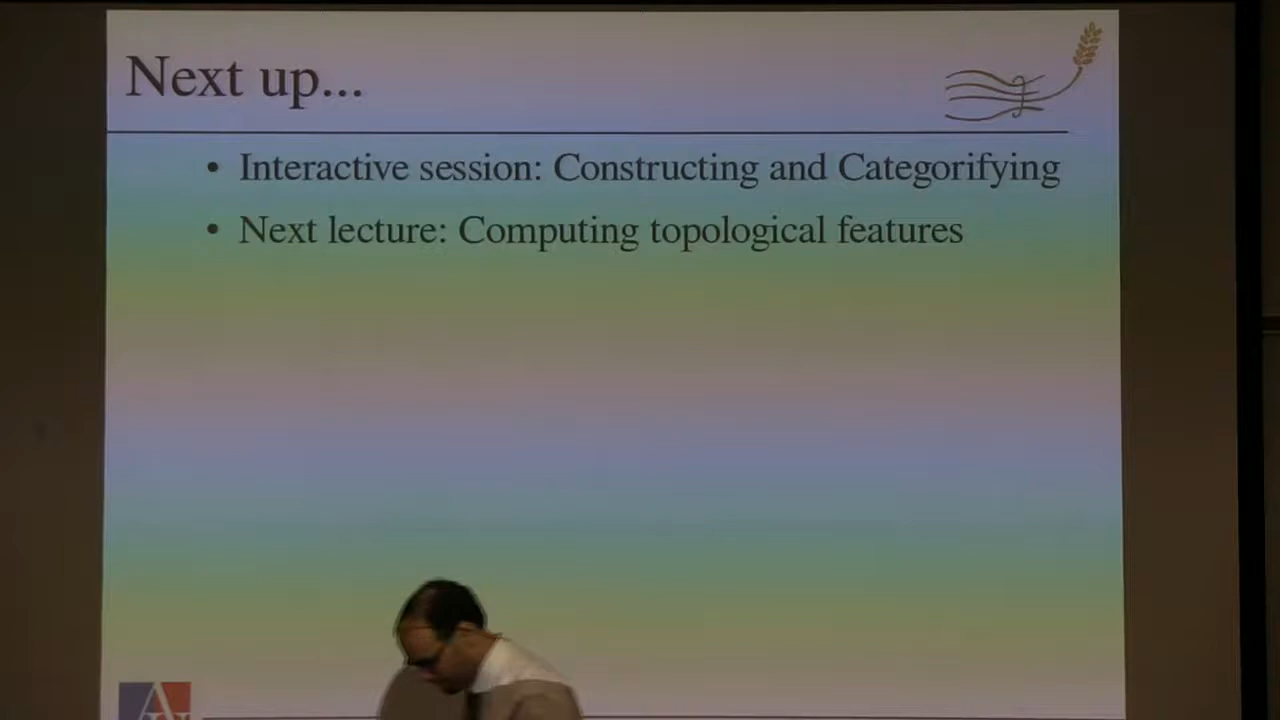 Next up...
• Interactive session: Constructing and Categorifying
• Next lecture: Computing topological features